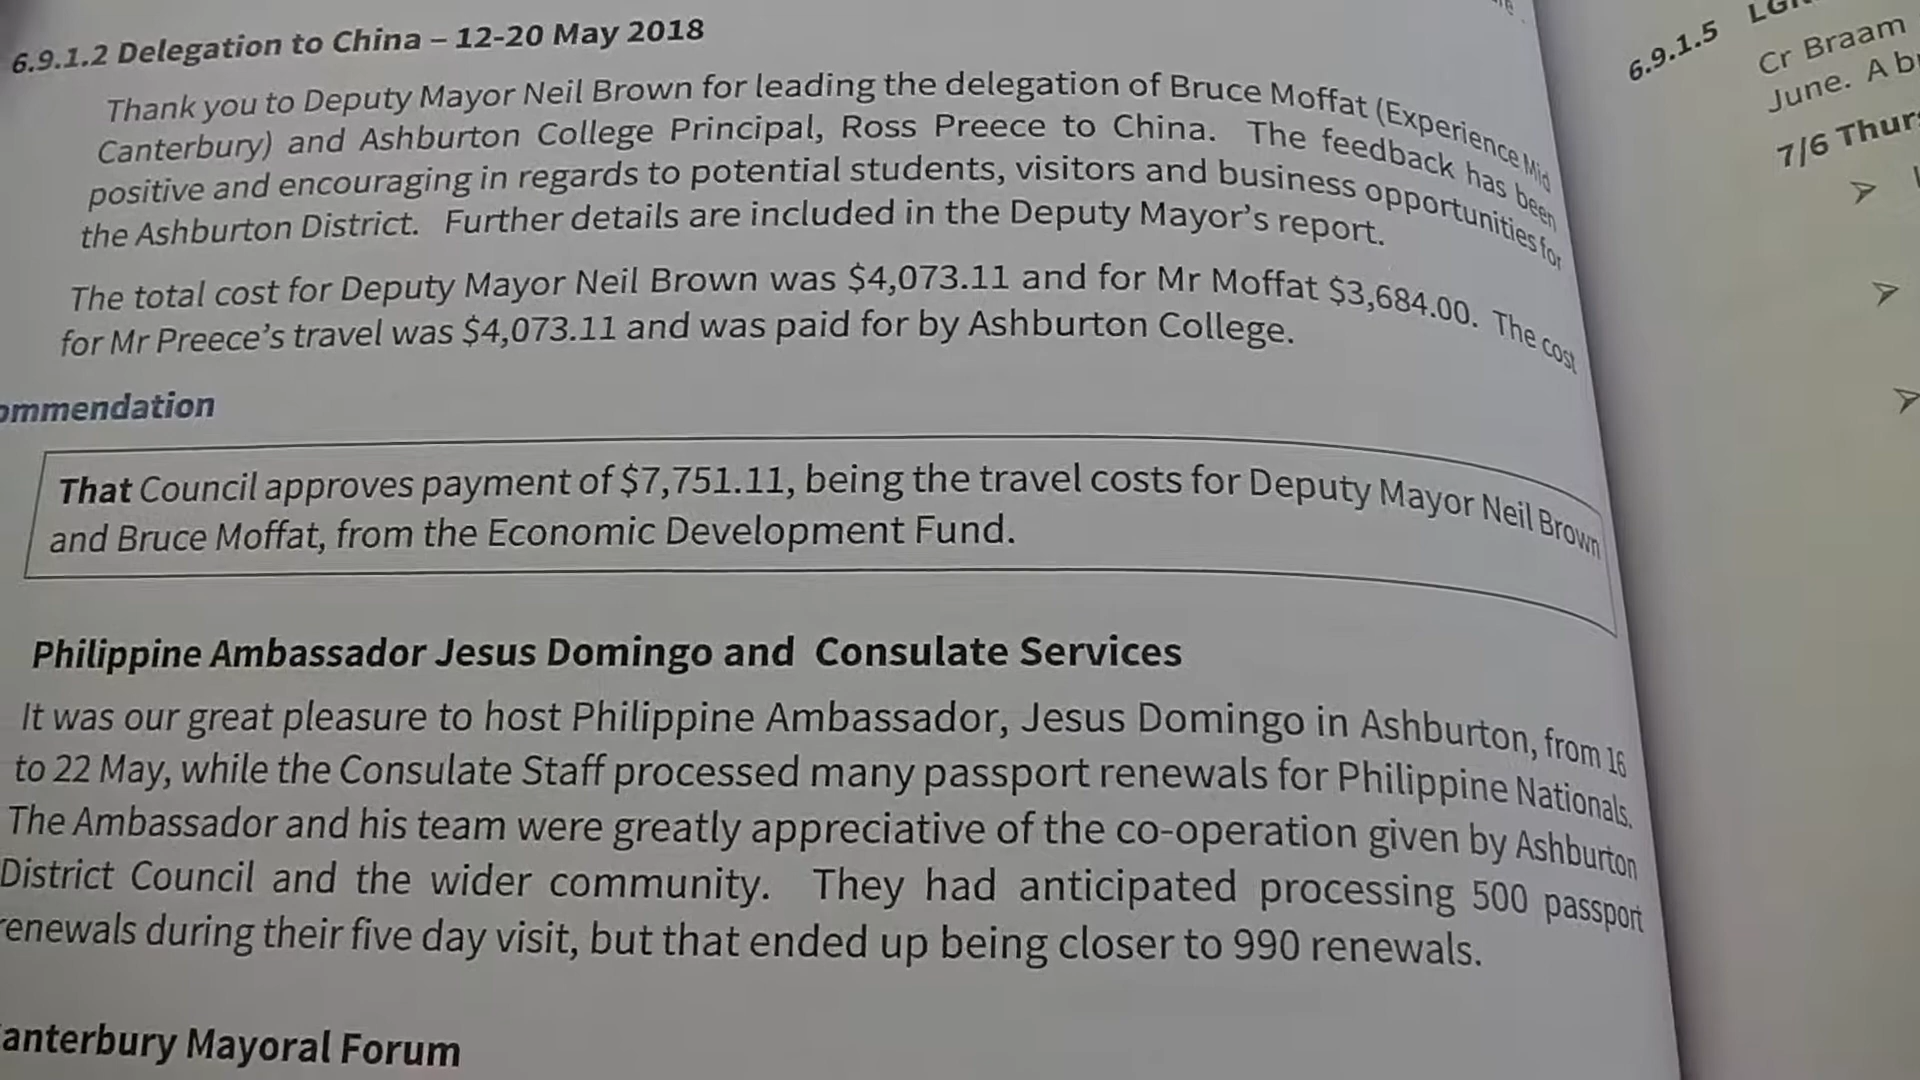 6.9.1.2 Delegation to China – 12-20 May 2018
Thank you to Deputy Mayor Neil Brown for leading the delegation of Bruce Moffat (Experience Mid
Canterbury) and Ashburton College Principal, Ross Preece to China. The feedback has been
positive and encouraging in regards to potential students, visitors and business opportunities for
the Ashburton District. Further details are included in the Deputy Mayor's report.
The total cost for Deputy Mayor Neil Brown was $4,073.11 and for Mr Moffat $3,684.00. The cost
for Mr Preece's travel was $4,073.11 and was paid for by Ashburton College.
ommendation
That Council approves payment of $7,751.11, being the travel costs for Deputy Mayor Neil Brown
and Bruce Moffat, from the Economic Development Fund.
Philippine Ambassador Jesus Domingo and Consulate Services
It was our great pleasure to host Philippine Ambassador, Jesus Domingo in Ashburton, from 16
to 22 May, while the Consulate Staff processed many passport renewals for Philippine Nationals.
The Ambassador and his team were greatly appreciative of the co-operation given by Ashburton
District Council and the wider community. They had anticipated processing 500 passport
renewals during their five day visit, but that ended up being closer to 990 renewals.
anterbury Mayoral Forum
6.9.1.5
Cr Braam
June. A b
7/6 Thur